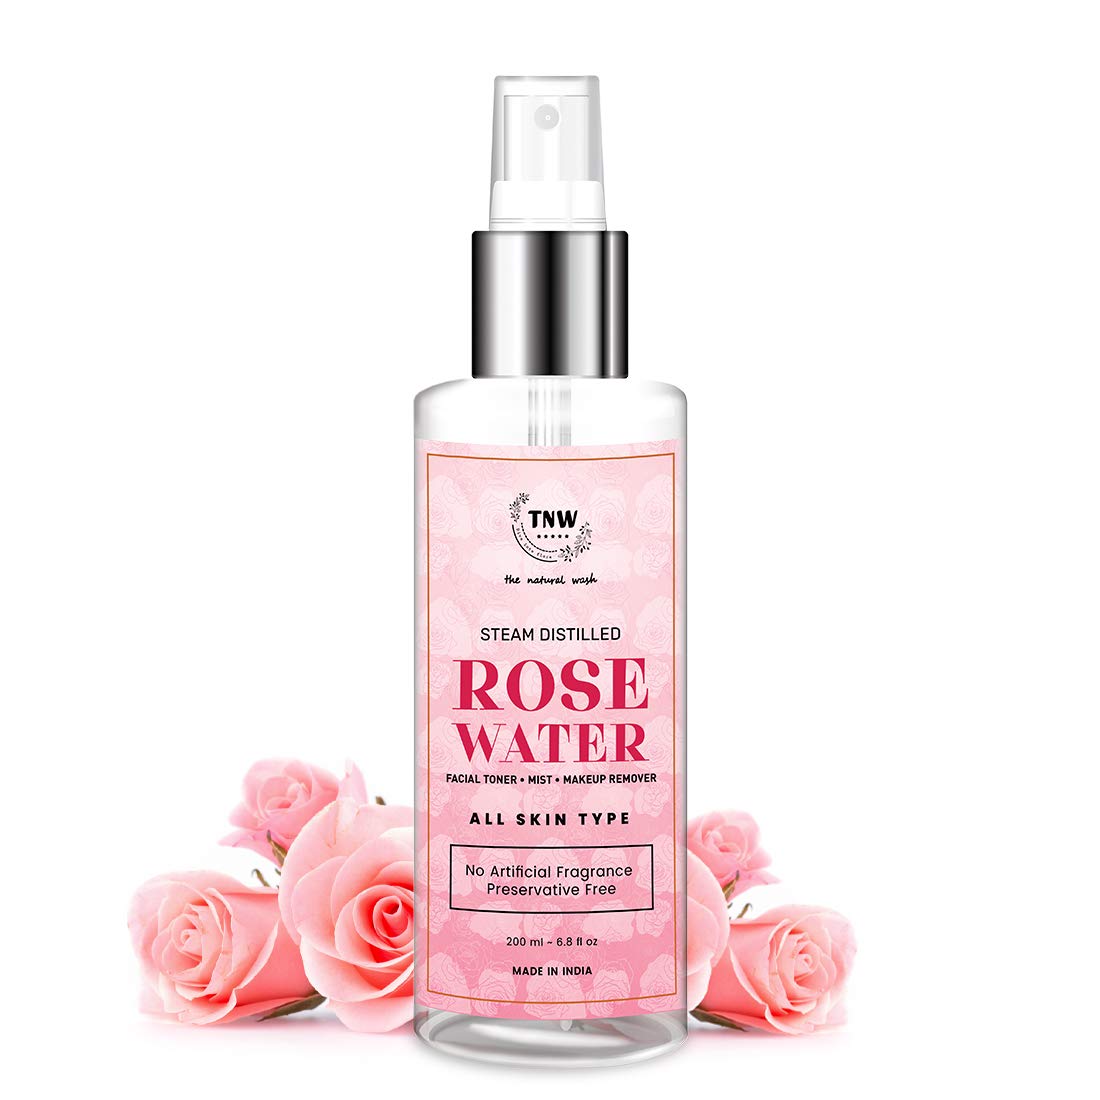 TNW
the natural wash
STEAM DISTILLED
ROSE
WATER
FACIAL TONER • MIST • MAKEUP REMOVER
ALL SKIN TYPE
No Artificial Fragrance
Preservative Free
200 ml ~ 6.8 fl oz
MADE IN INDIA